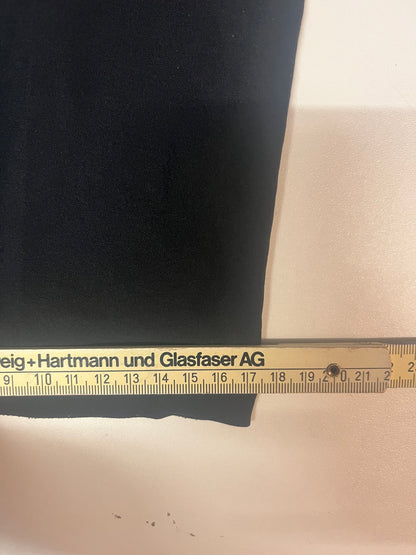 eig+Hartmann und Glasfaser AG
9 10 11 12 13 14 15 16 17 18 19 20 21 2